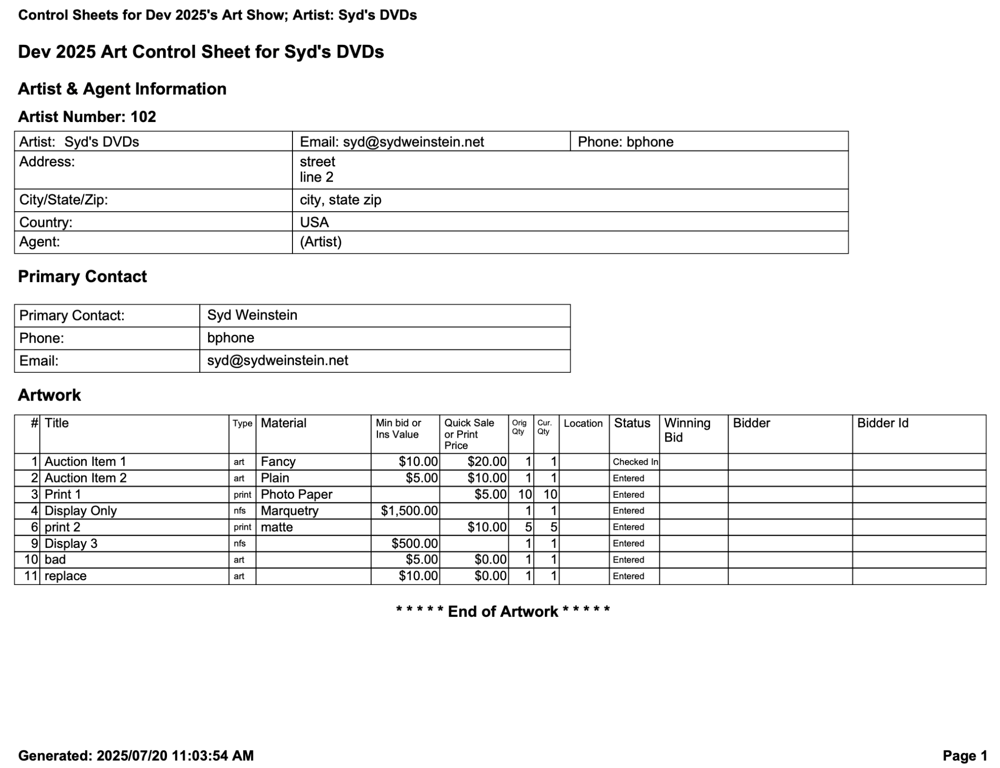 Control Sheets for Dev 2025's Art Show; Artist: Syd's DVDs
Dev 2025 Art Control Sheet for Syd's DVDs
Artist & Agent Information
Artist Number: 102
Artist: Syd's DVDs Email: syd@sydweinstein.net Phone: bphone
Address: street
line 2
City/State/Zip: city, state zip
Country: USA
Agent: (Artist)
Primary Contact
Primary Contact: Syd Weinstein
Phone: bphone
Email: syd@sydweinstein.net
Artwork
# Title Type Material Min bid or Ins Value Quick Sale or Print Price Orig Qty Cur. Qty Location Status Winning Bid Bidder Bidder Id
1 Auction Item 1 art Fancy $10.00 $20.00 1 1 Checked In
2 Auction Item 2 art Plain $5.00 $10.00 1 1 Entered
3 Print 1 print Photo Paper $5.00 10 10 Entered
4 Display Only nfs Marquetry $1,500.00 1 1 Entered
6 print 2 print matte $10.00 5 5 Entered
9 Display 3 nfs $500.00 1 1 Entered
10 bad art $5.00 $0.00 1 1 Entered
11 replace art $10.00 $0.00 1 1 Entered
* * * * * End of Artwork * * * * *
Generated: 2025/07/20 11:03:54 AM Page 1